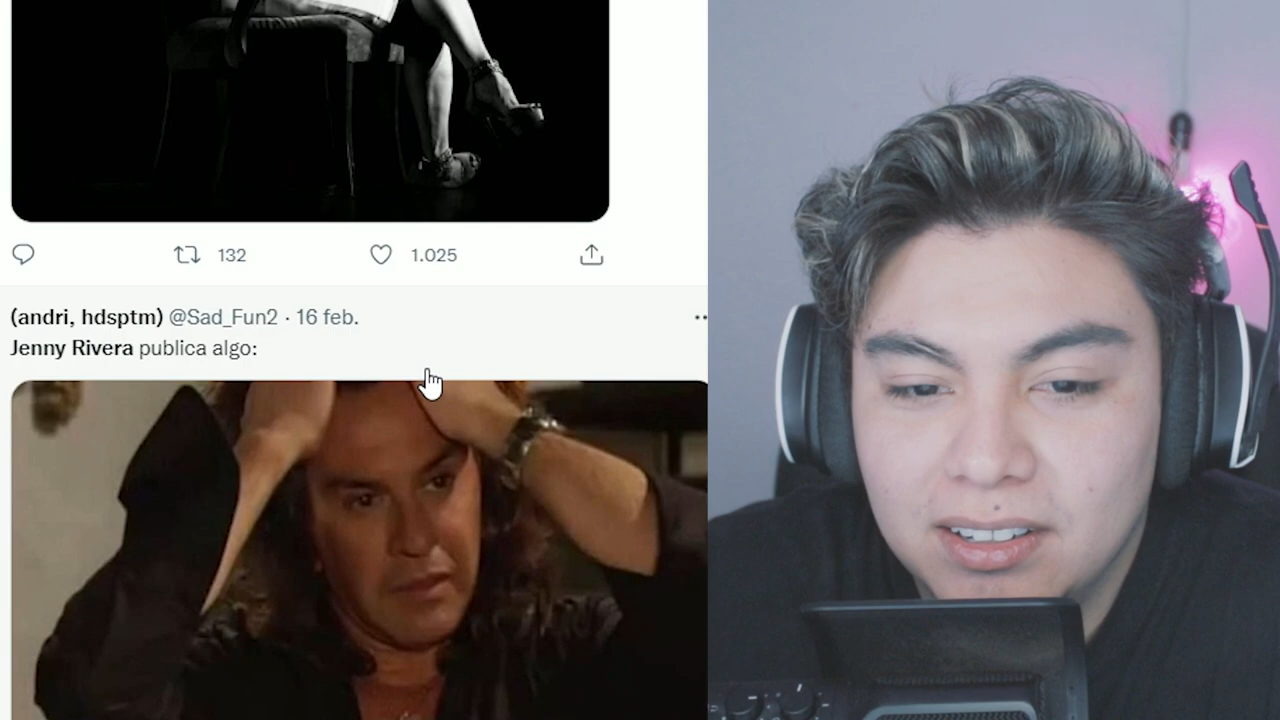 132
1.025
(andri, hdsptm) @Sad_Fun2 · 16 feb.
Jenny Rivera publica algo: